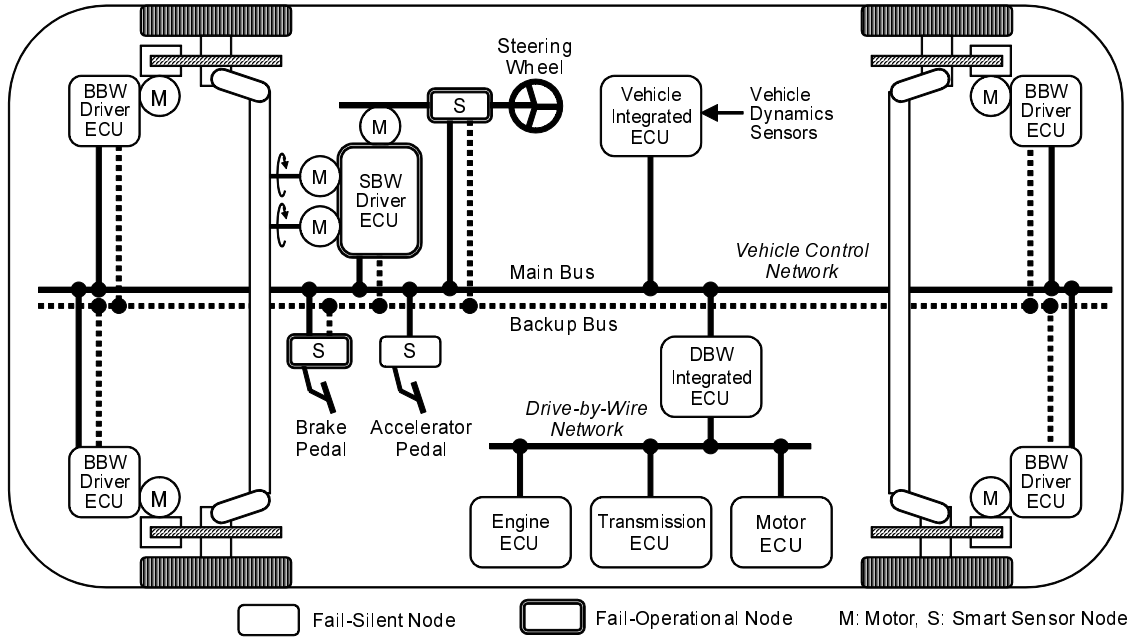 Steering
Wheel
BBW
Driver
ECU
M
S
M
Vehicle
Integrated
ECU
Vehicle
Dynamics
Sensors
M
BBW
Driver
ECU
M
M
SBW
Driver
ECU
Vehicle Control
Network
Main Bus
Backup Bus
S
S
Brake
Pedal
Accelerator
Pedal
DBW
Integrated
ECU
Drive-by-Wire
Network
BBW
Driver
ECU
M
Engine
ECU
Transmission
ECU
Motor
ECU
M
BBW
Driver
ECU
Fail-Silent Node
Fail-Operational Node
M: Motor, S: Smart Sensor Node